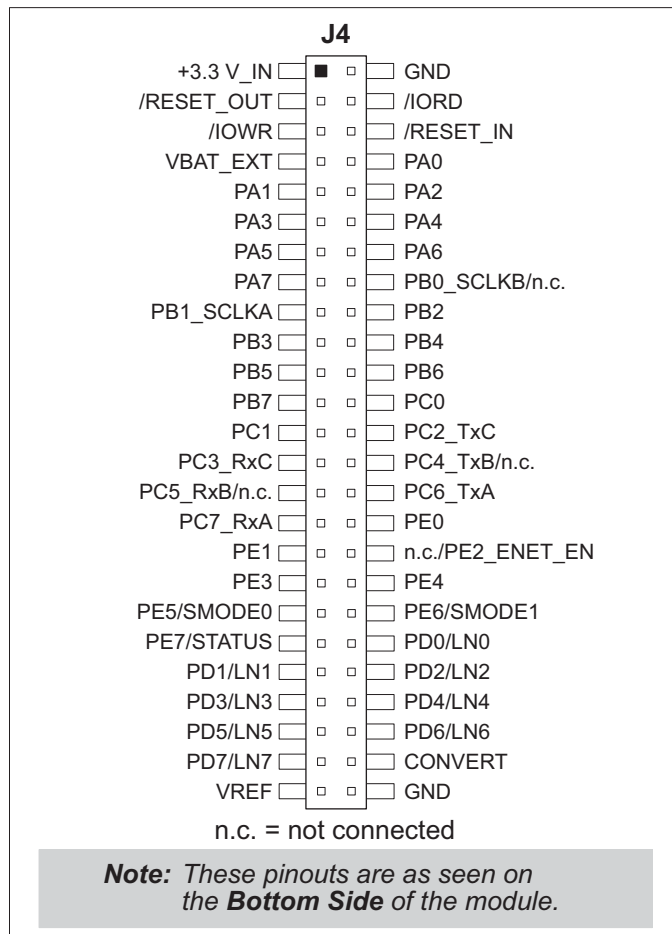 J4
+3.3 V_IN GND
/RESET_OUT /IORD
/IOWR /RESET_IN
VBAT_EXT PA0
PA1 PA2
PA3 PA4
PA5 PA6
PA7 PB0_SCLKB/n.c.
PB1_SCLKA PB2
PB3 PB4
PB5 PB6
PB7 PC0
PC1 PC2_TxC
PC3_RxC PC4_TxB/n.c.
PC5_RxB/n.c. PC6_TxA
PC7_RxA PE0
PE1 n.c./PE2_ENET_EN
PE3 PE4
PE5/SMODE0 PE6/SMODE1
PE7/STATUS PD0/LN0
PD1/LN1 PD2/LN2
PD3/LN3 PD4/LN4
PD5/LN5 PD6/LN6
PD7/LN7 CONVERT
VREF GND
n.c. = not connected
Note: These pinouts are as seen on
the Bottom Side of the module.